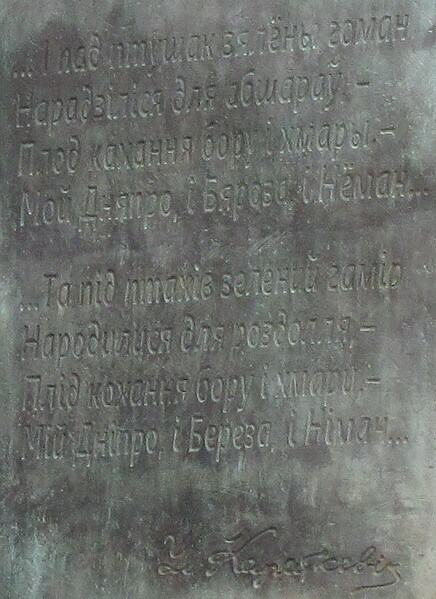 ... І пад птушак зялёны гоман
Нарадзіліся для абшараў. –
Плод кахання бору і хмары. –
Мой Дняпро, і Бяроза, і Нёман...
...Та під птахів зелений гамір
Народилися для роздолля, –
Плід кохання бору і хмари, –
Мій Дніпро, і Береза, і Німан...
У. Караткевіч